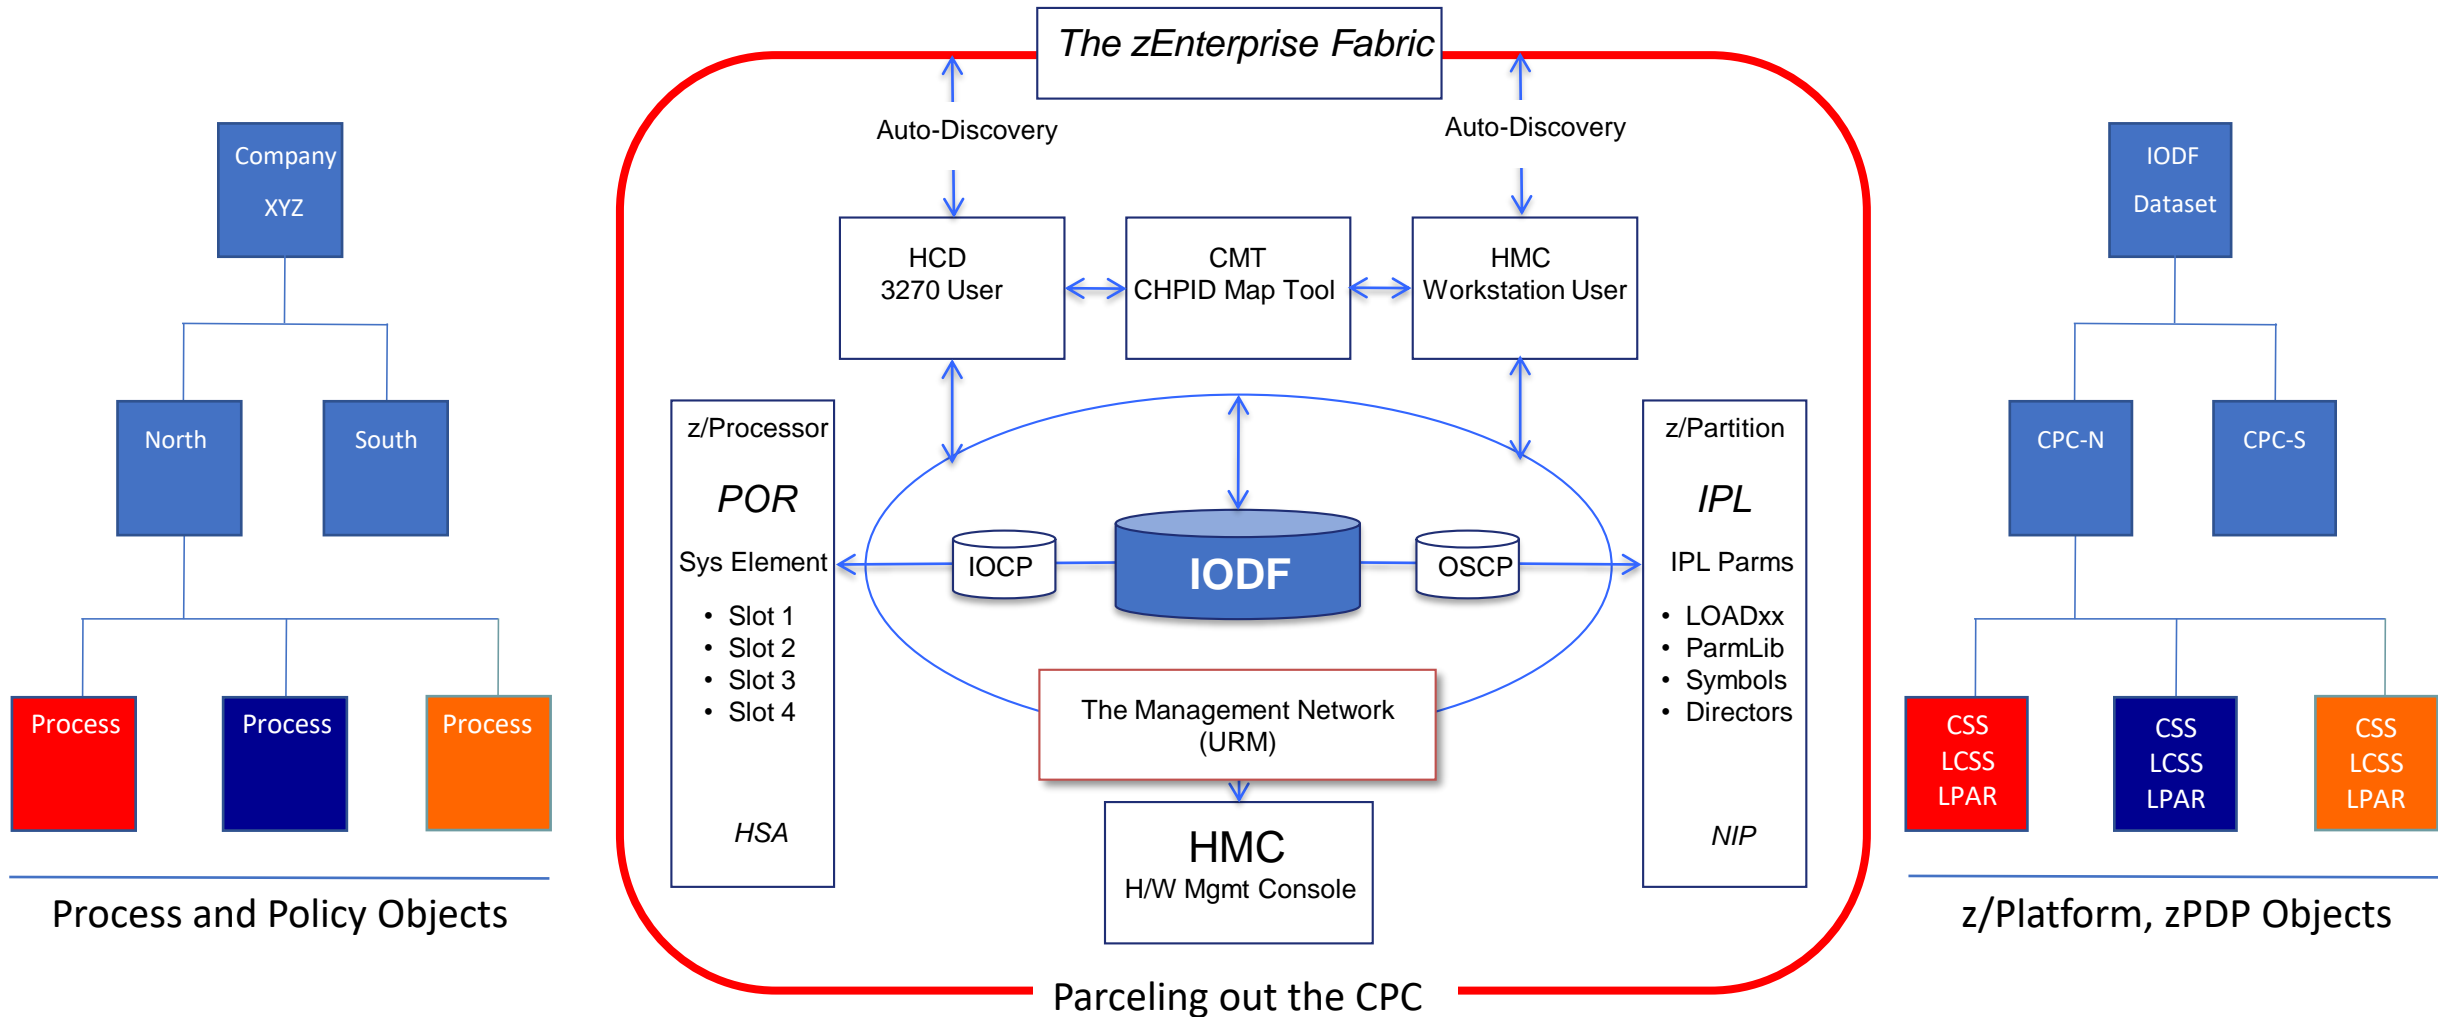 The zEnterprise Fabric
Auto-Discovery
Auto-Discovery
Company
XYZ
North
South
Process
Process
Process
Process and Policy Objects
HCD
3270 User
CMT
CHPID Map Tool
HMC
Workstation User
z/Processor
POR
Sys Element
• Slot 1
• Slot 2
• Slot 3
• Slot 4
HSA
IOCP
IODF
OSCP
The Management Network
(URM)
HMC
H/W Mgmt Console
z/Partition
IPL
IPL Parms
• LOADxx
• ParmLib
• Symbols
• Directors
NIP
Parceling out the CPC
IODF
Dataset
CPC-N
CPC-S
CSS
LCSS
LPAR
CSS
LCSS
LPAR
CSS
LCSS
LPAR
z/Platform, zPDP Objects